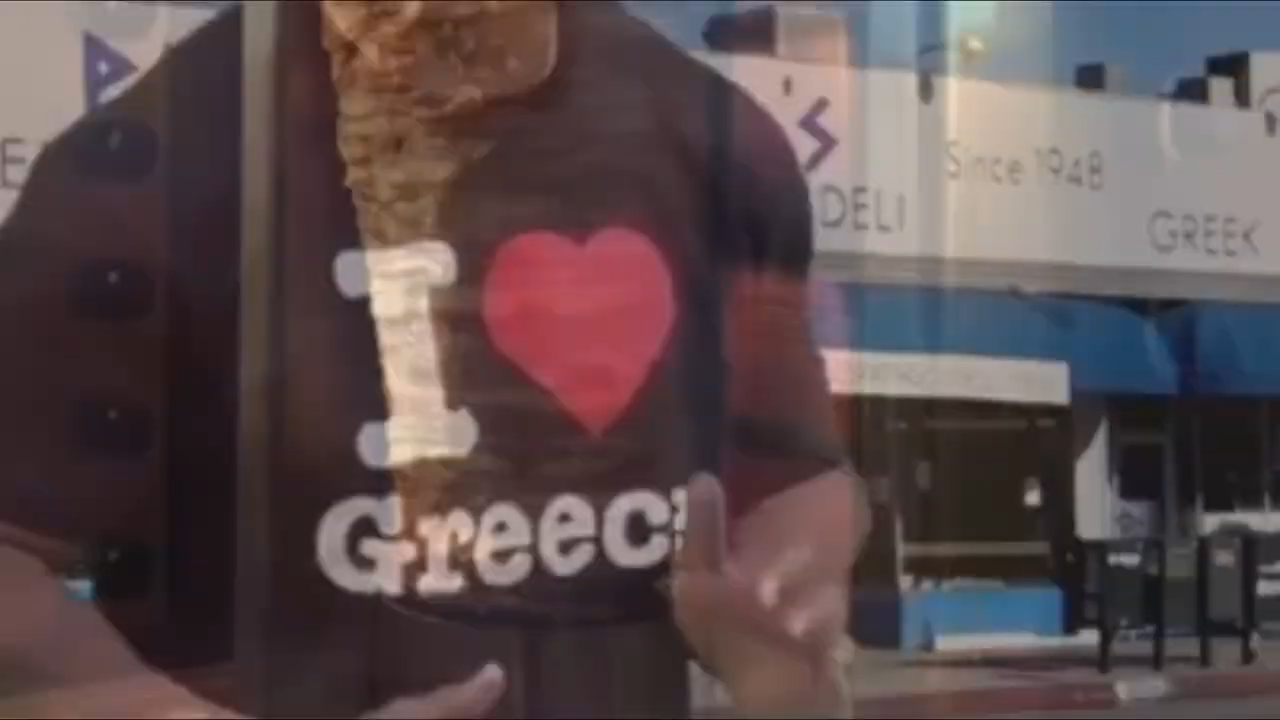 I ♥
Greec
'S
DELI
Since 1948
GREEK